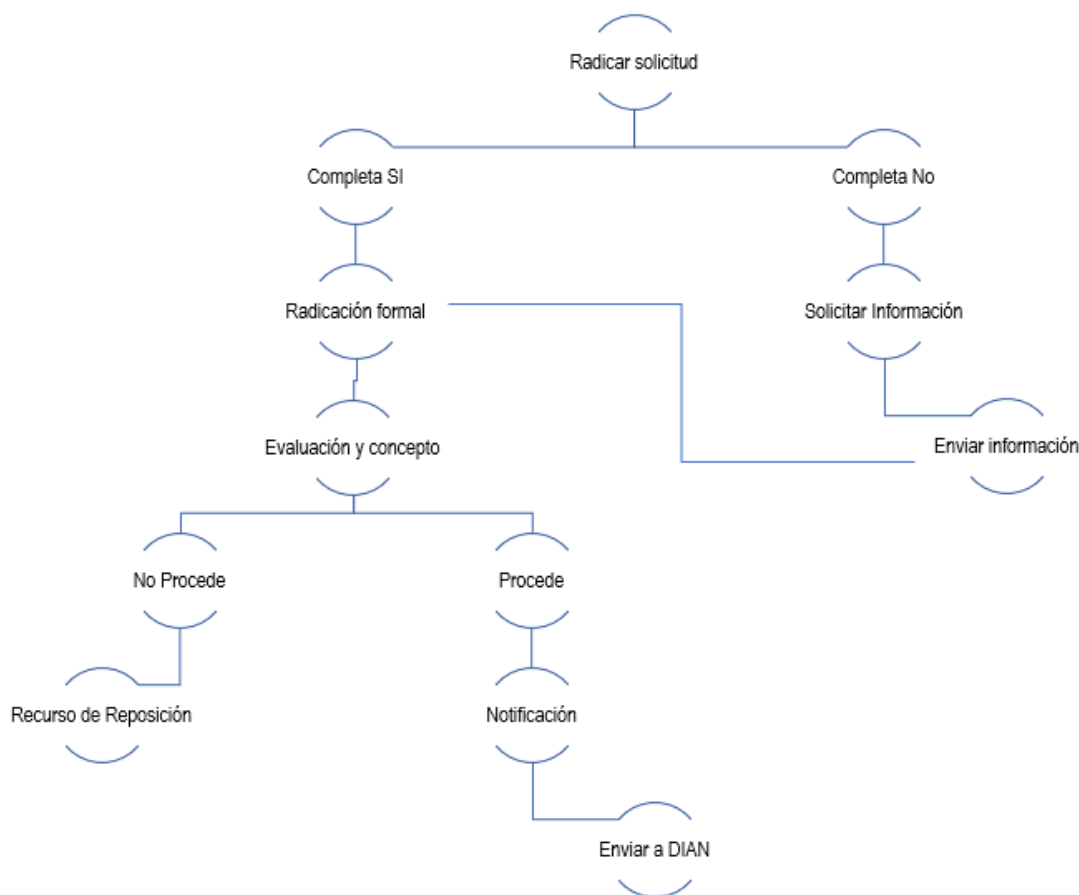 Radicar solicitud
Completa SI
Completa No
Radicación formal
Solicitar Información
Evaluación y concepto
Enviar información
No Procede
Procede
Recurso de Reposición
Notificación
Enviar a DIAN